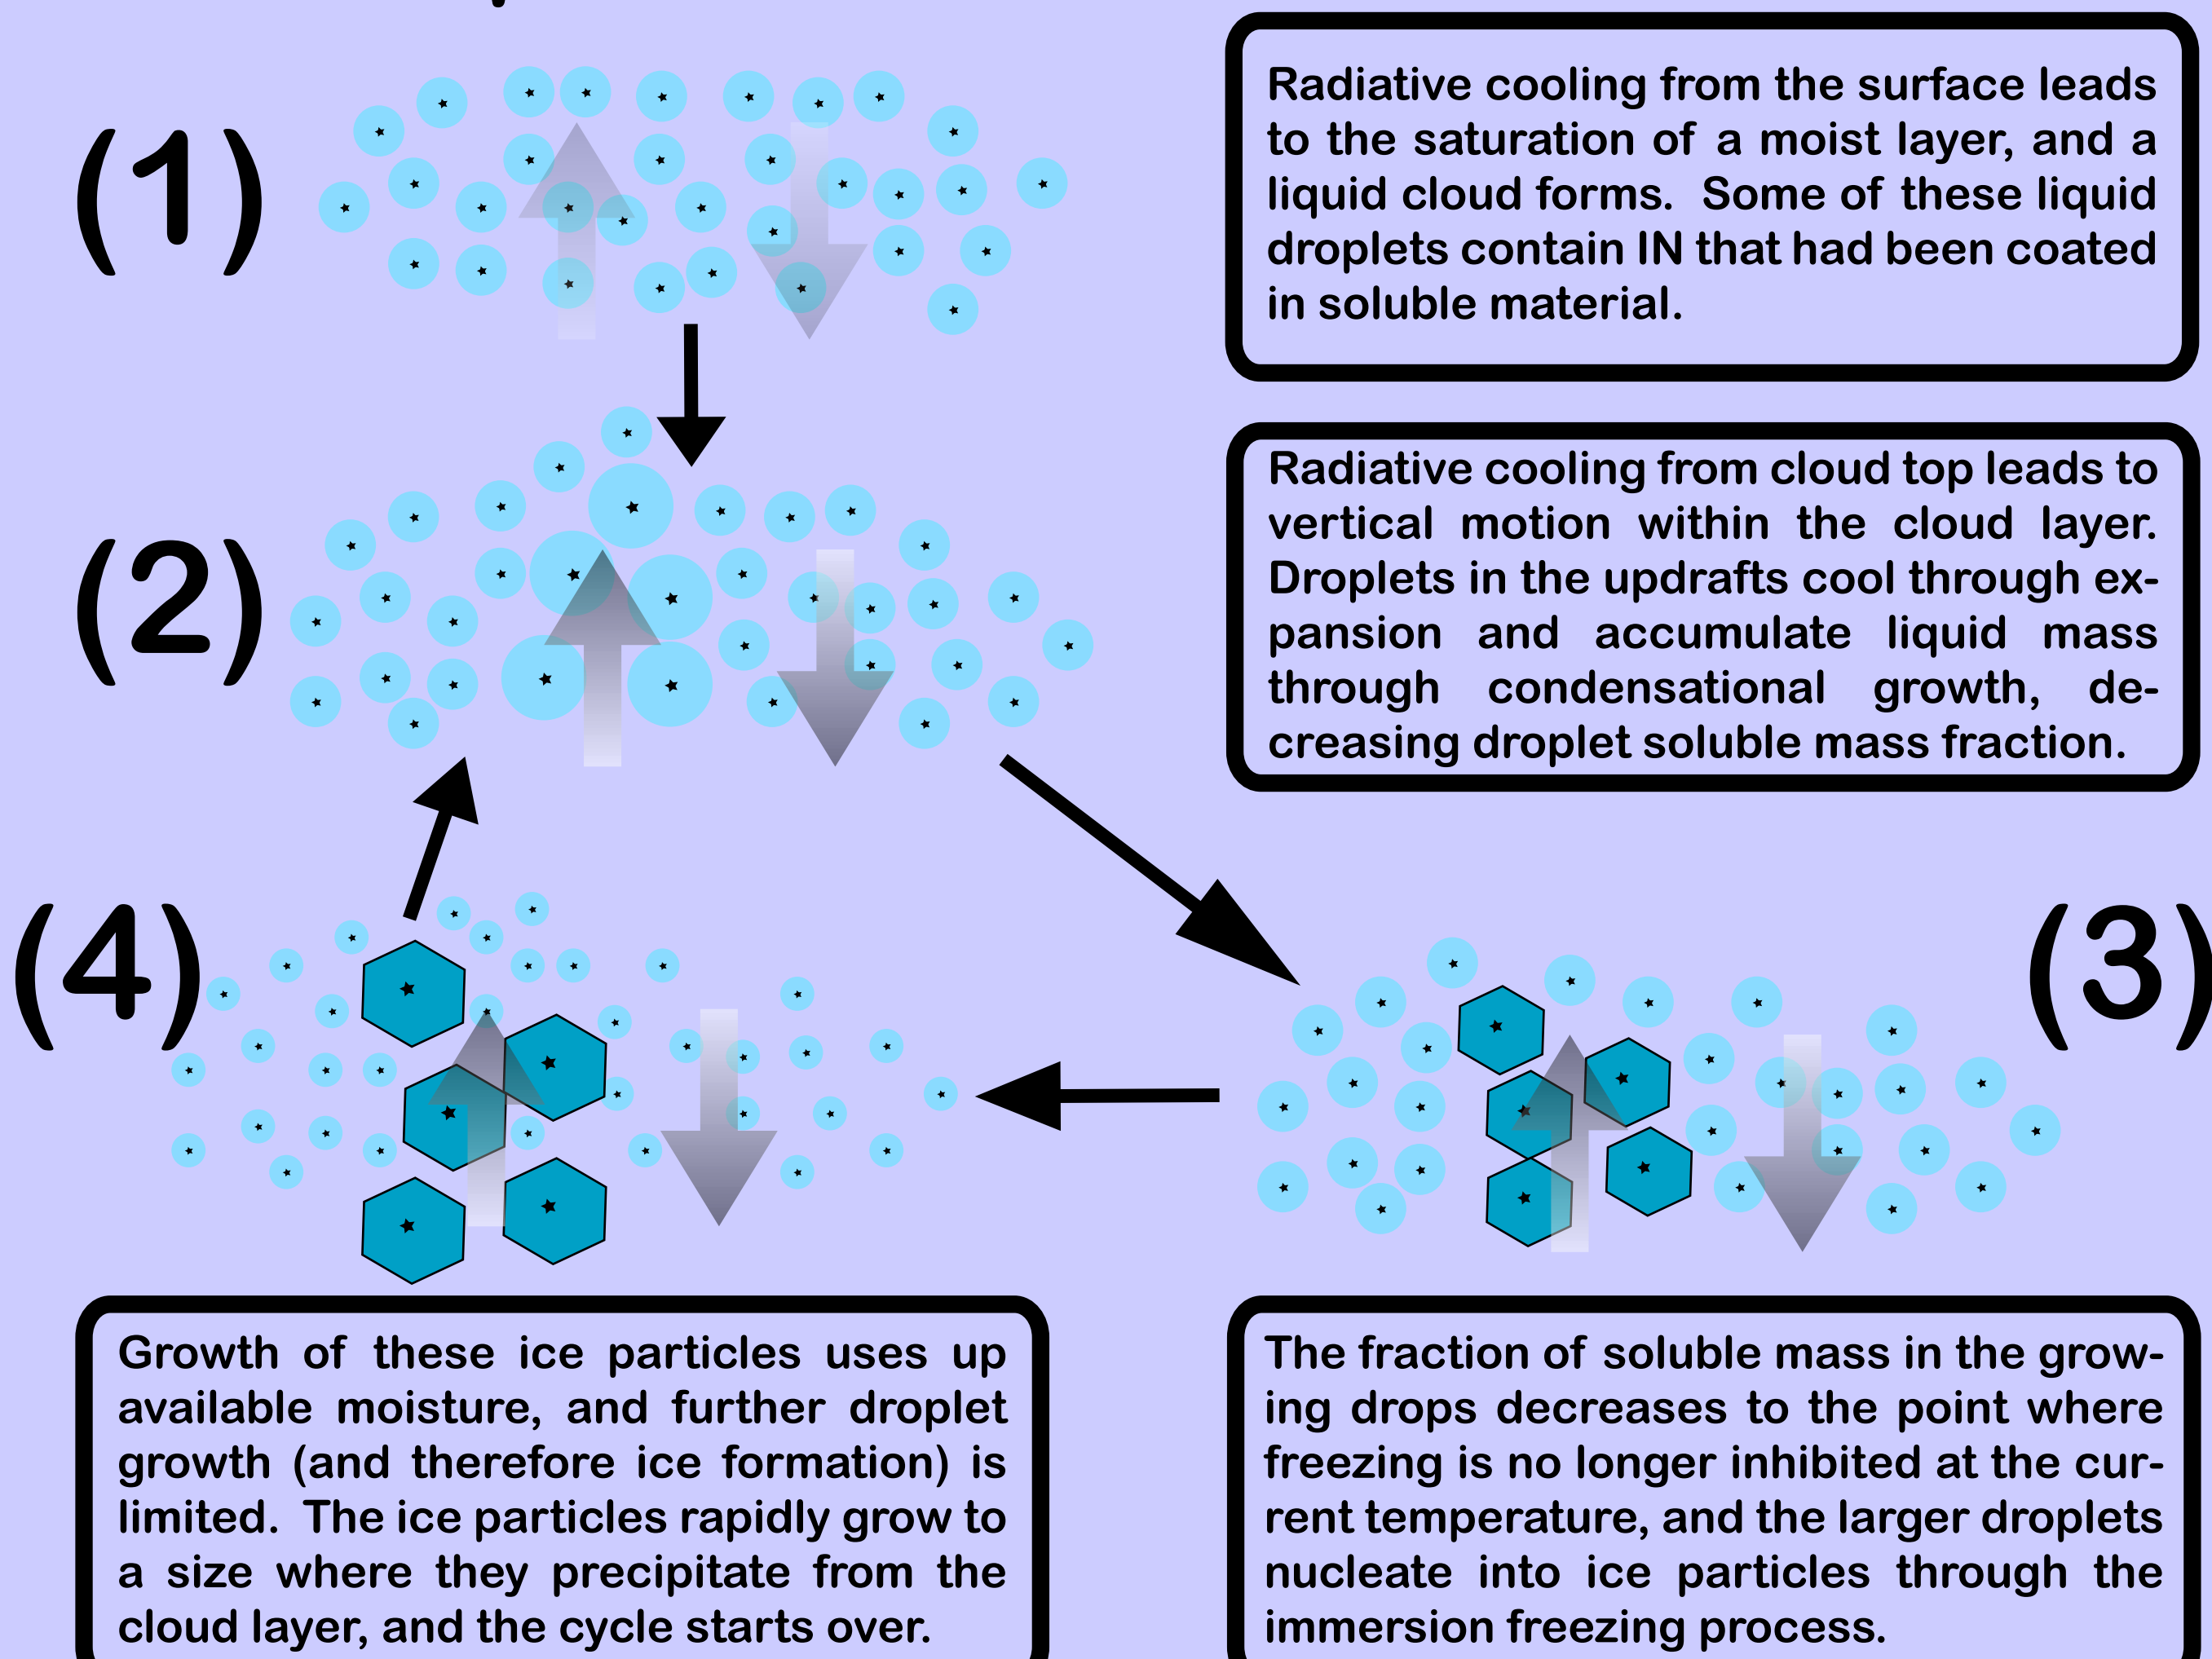 (1)
Radiative cooling from the surface leads
to the saturation of a moist layer, and a
liquid cloud forms.  Some of these liquid
droplets contain IN that had been coated
in soluble material.
(2)
Radiative cooling from cloud top leads to
vertical motion within the cloud layer.
Droplets in the updrafts cool through ex-
pansion and accumulate liquid mass
through condensational growth, de-
creasing droplet soluble mass fraction.
(4)
(3)
Growth of these ice particles uses up
available moisture, and further droplet
growth (and therefore ice formation) is
limited.  The ice particles rapidly grow to
a size where they precipitate from the
cloud layer, and the cycle starts over.
The fraction of soluble mass in the grow-
ing drops decreases to the point where
freezing is no longer inhibited at the cur-
rent temperature, and the larger droplets
nucleate into ice particles through the
immersion freezing process.